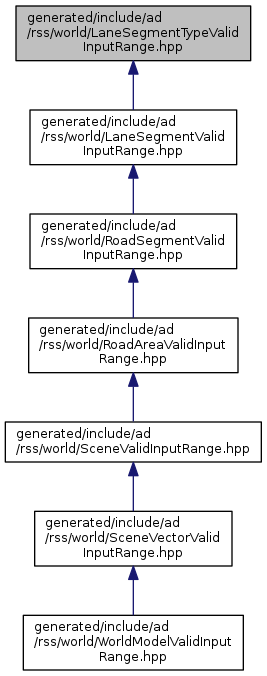 generated/include/ad
/rss/world/LaneSegmentTypeValid
InputRange.hpp
generated/include/ad
/rss/world/LaneSegmentValid
InputRange.hpp
generated/include/ad
/rss/world/RoadSegmentValid
InputRange.hpp
generated/include/ad
/rss/world/RoadAreaValidInput
Range.hpp
generated/include/ad
/rss/world/SceneValidInputRange.hpp
generated/include/ad
/rss/world/SceneVectorValid
InputRange.hpp
generated/include/ad
/rss/world/WorldModelValidInput
Range.hpp